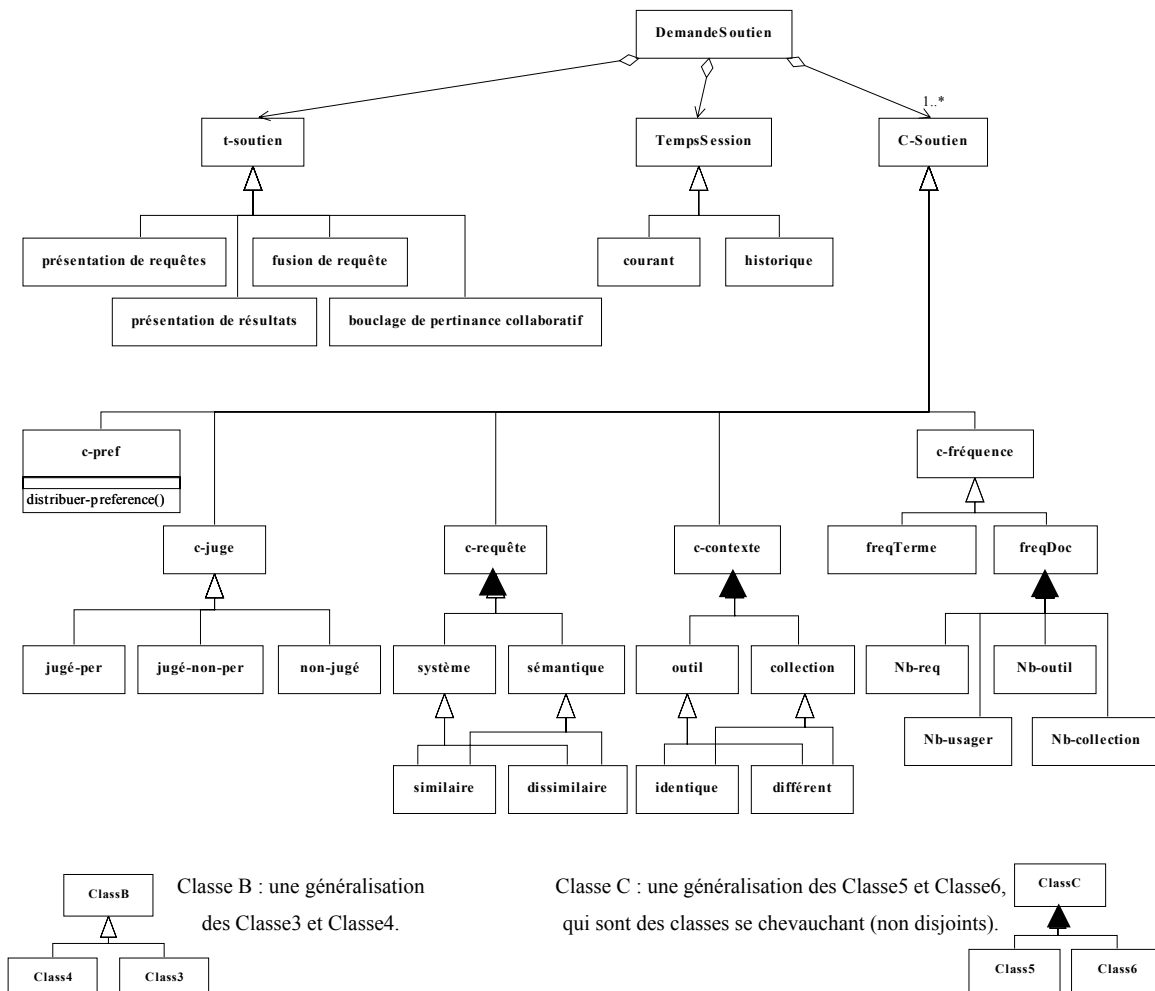 DemandeSoutien
1..*
t-soutien
TempsSession
C-Soutien
présentation de requêtes
fusion de requête
courant
historique
présentation de résultats
bouclage de pertinance collaboratif
c-pref
distribuer-preference()
c-fréquence
c-juge
c-requête
c-contexte
freqTerme
freqDoc
jugé-per
jugé-non-per
non-jugé
système
sémantique
outil
collection
Nb-req
Nb-outil
Nb-usager
Nb-collection
similaire
dissimilaire
identique
différent
ClassB
Class4
Class3
Classe B : une généralisation
des Classe3 et Classe4.
Classe C : une généralisation des Classe5 et Classe6,
qui sont des classes se chevauchant (non disjoints).
ClassC
Class5
Class6